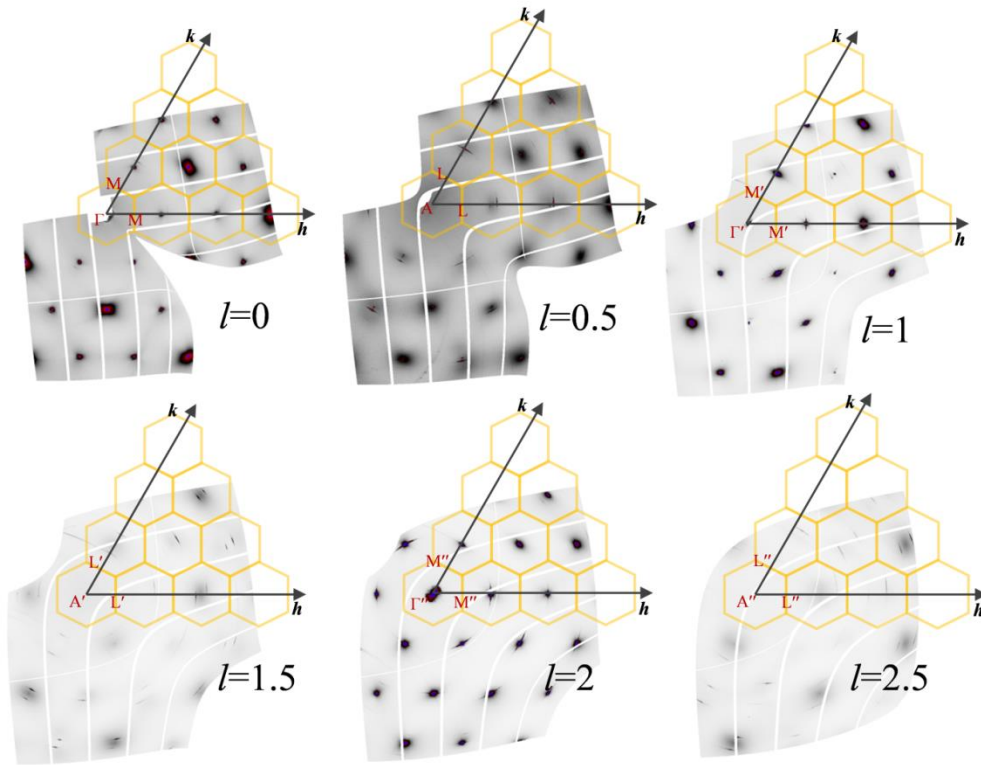 k
M
Γ
M
h
l=0
k
L
A
L
h
l=0.5
k
M′
Γ′
M′
h
l=1
k
L′
A′
L′
h
l=1.5
k
M″
Γ″
M″
h
l=2
k
L″
A″
L″
h
l=2.5